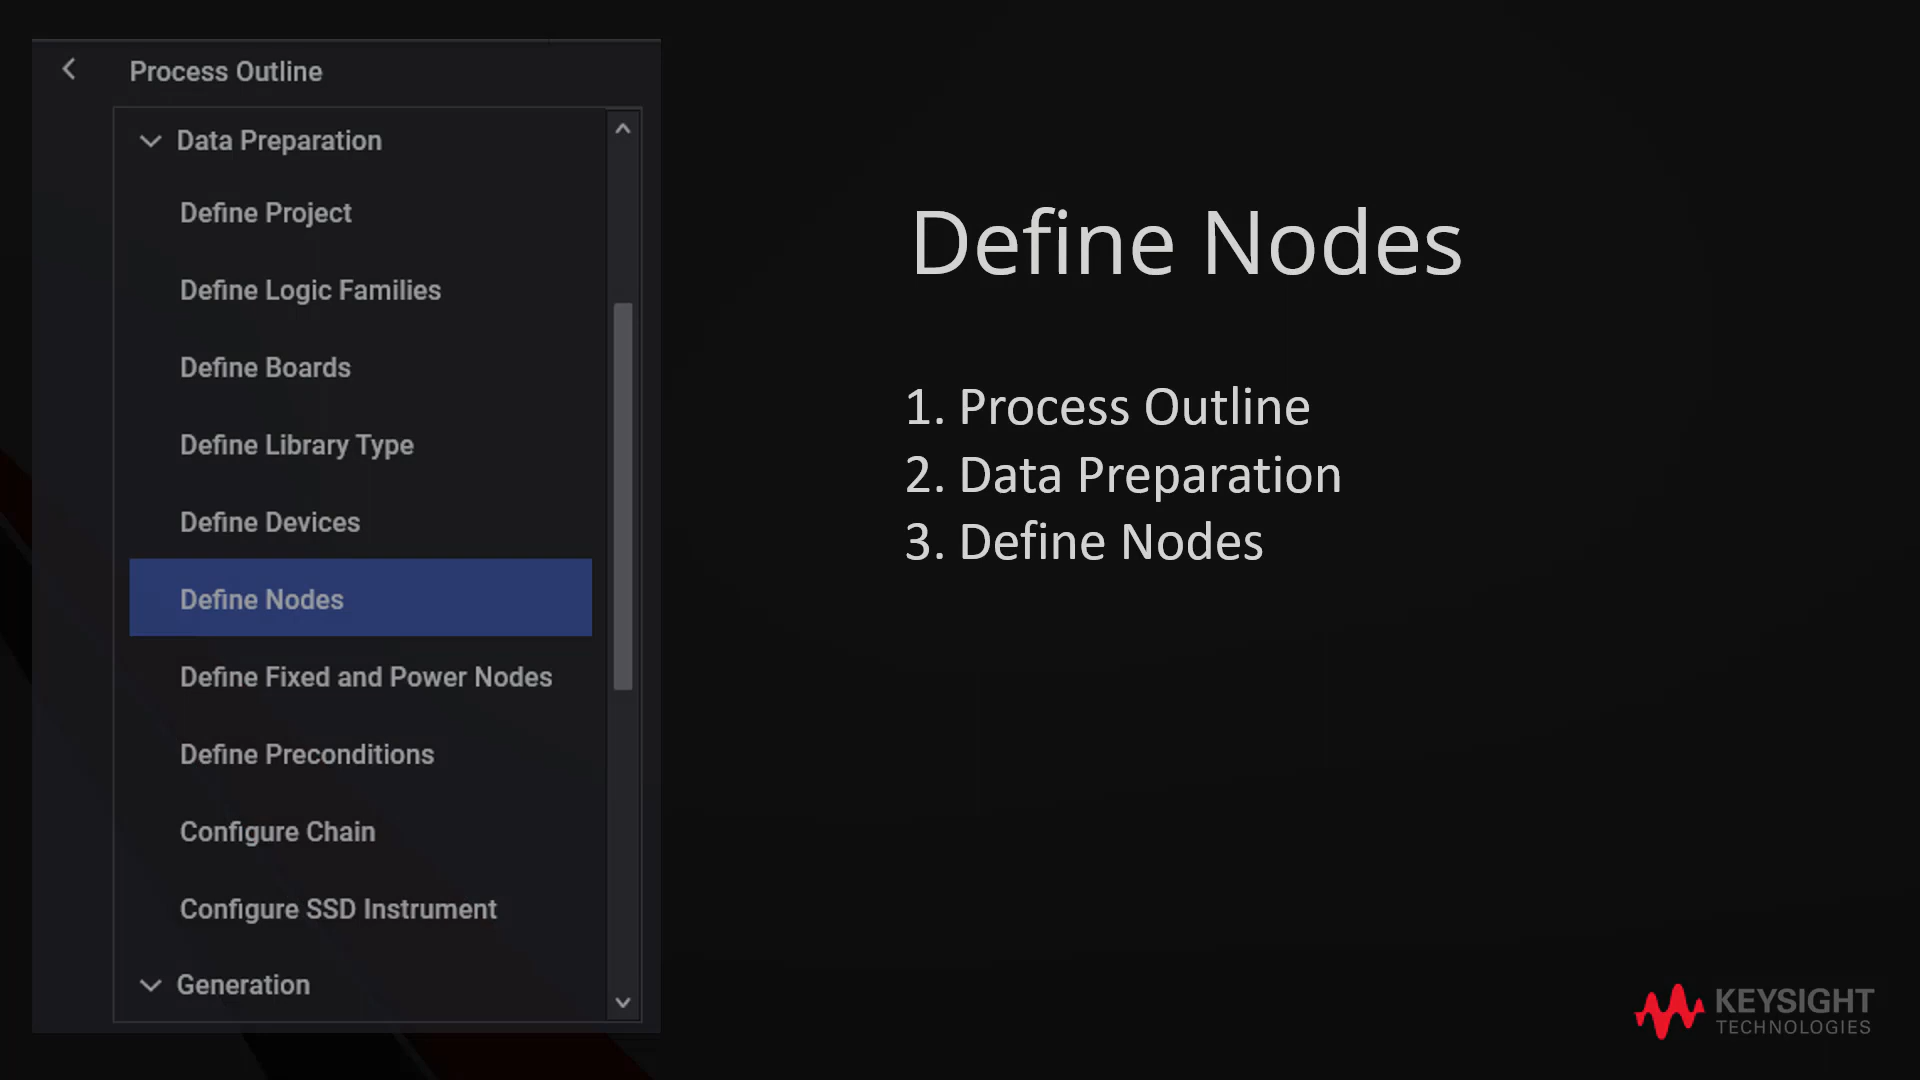 Process Outline
Data Preparation
Define Project
Define Logic Families
Define Boards
Define Library Type
Define Devices
Define Nodes
Define Fixed and Power Nodes
Define Preconditions
Configure Chain
Configure SSD Instrument
Generation
Define Nodes
1. Process Outline
2. Data Preparation
3. Define Nodes
KEYSIGHT
TECHNOLOGIES